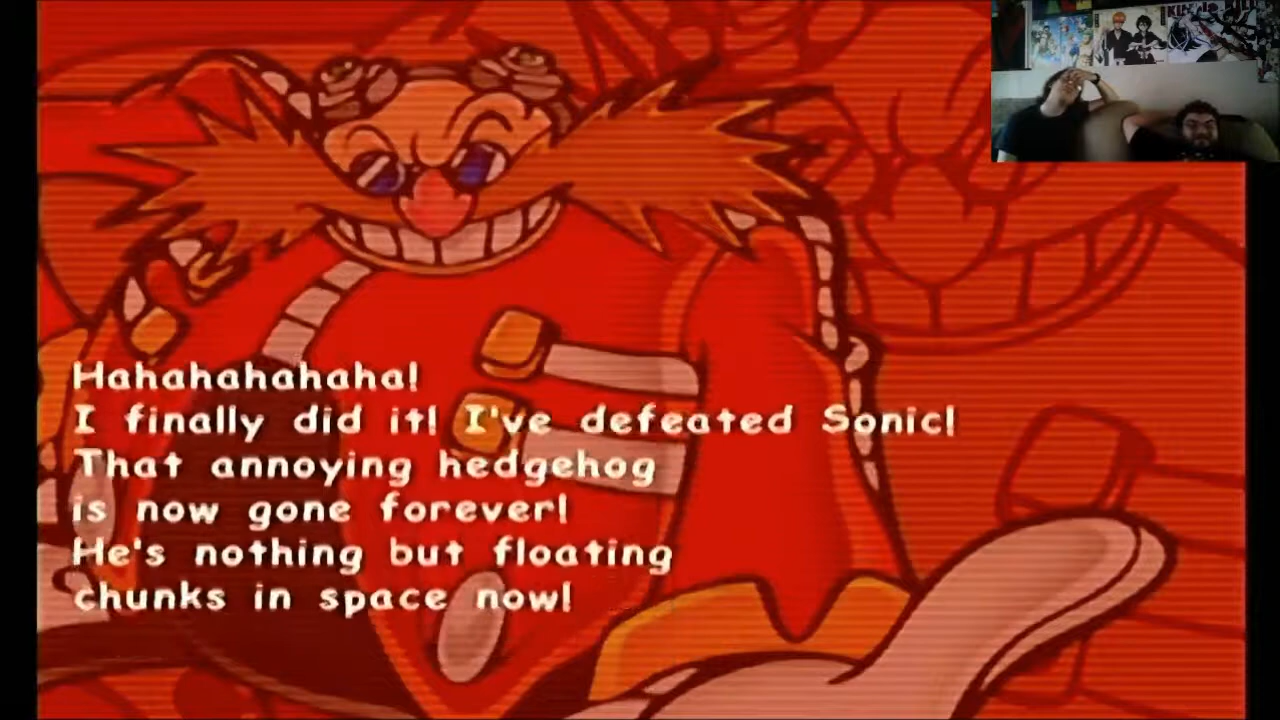 Hahahahahaha!
I finally did it! I've defeated Sonic!
That annoying hedgehog
is now gone forever!
He's nothing but floating
chunks in space now!